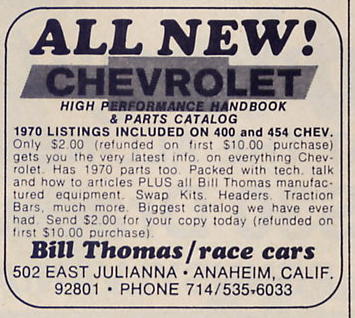 ALL NEW!
CHEVROLET
HIGH PERFORMANCE HANDBOOK
& PARTS CATALOG
1970 LISTINGS INCLUDED ON 400 and 454 CHEV.
Only $2.00 (refunded on first $10.00 purchase)
gets you the very latest info. on everything Chev-
rolet. Has 1970 parts too. Packed with tech. talk
and how to articles PLUS all Bill Thomas manufac-
tured equipment. Swap Kits. Headers. Traction
Bars, much more. Biggest catalog we have ever
had. Send $2.00 for your copy today (refunded on
first $10.00 purchase).
Bill Thomas/race cars
502 EAST JULIANNA • ANAHEIM, CALIF.
92801 • PHONE 714/535-6033